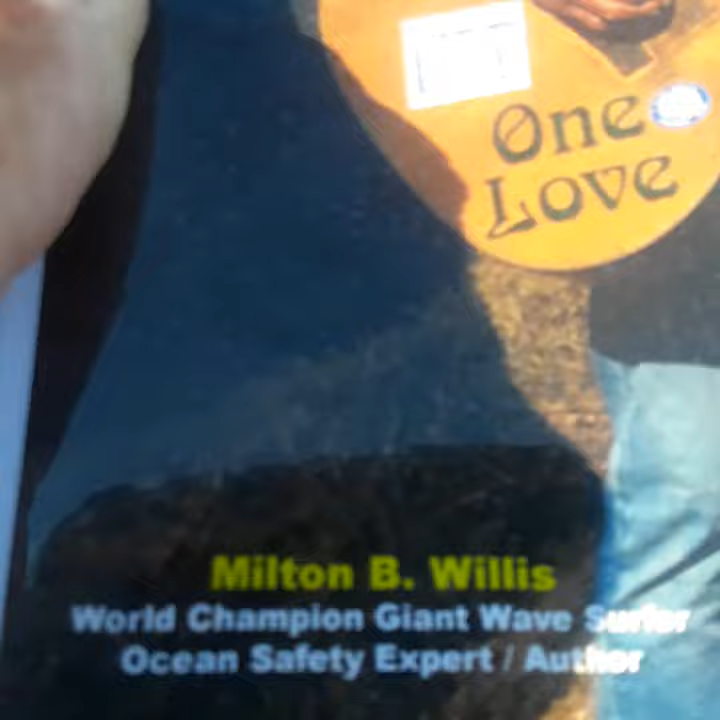 One
Love
Milton B. Willis
World Champion Giant Wave Surfer
Ocean Safety Expert / Author